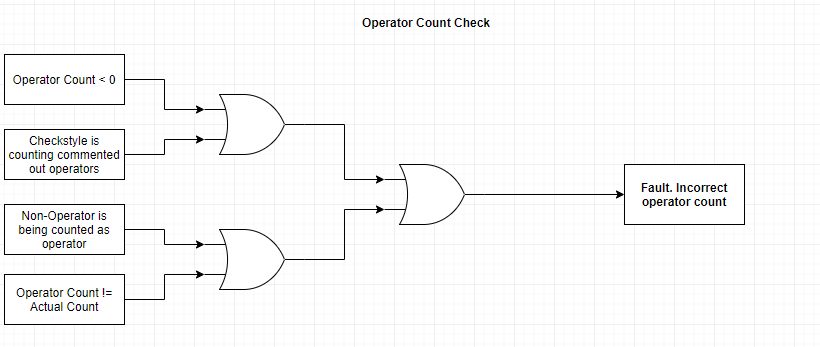 Operator Count Check
Operator Count < 0
Checkstyle is
counting commented
out operators
Non-Operator is
being counted as
operator
Operator Count !=
Actual Count
Fault. Incorrect
operator count